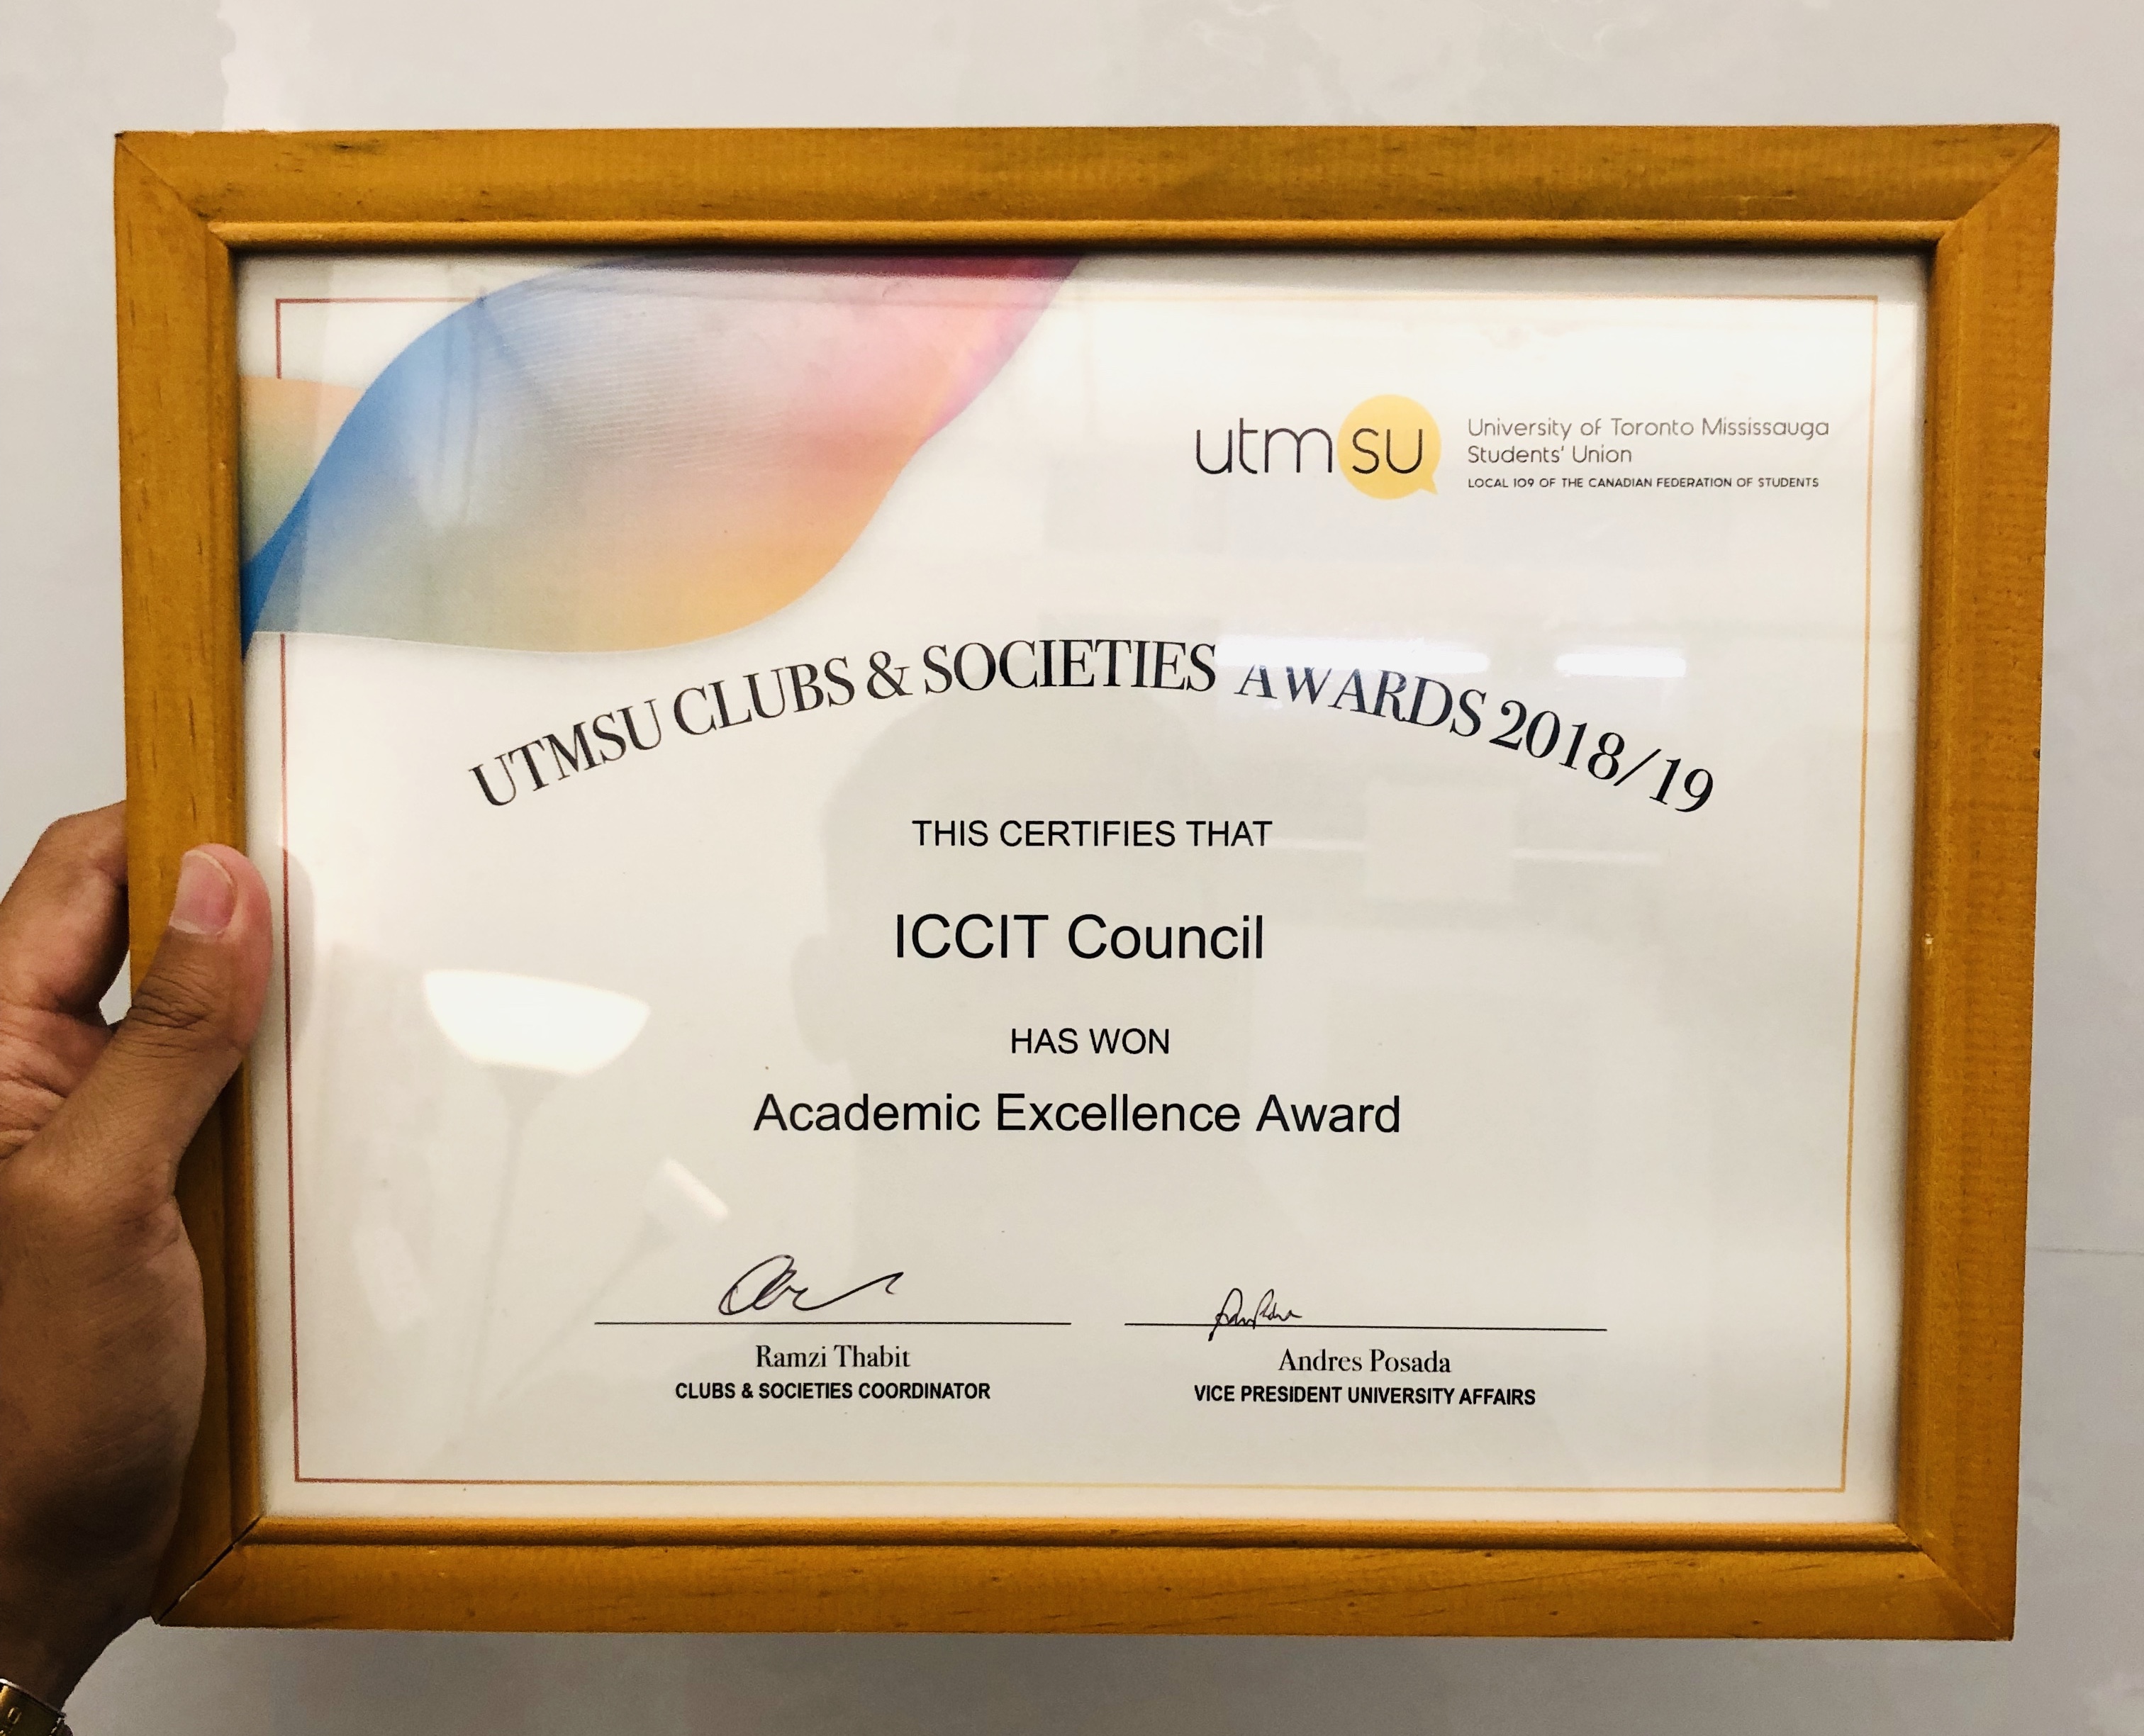 utmsu
University of Toronto Mississauga
Students' Union
LOCAL 109 OF THE CANADIAN FEDERATION OF STUDENTS
UTMSU CLUBS & SOCIETIES AWARDS 2018/19
THIS CERTIFIES THAT
ICCIT Council
HAS WON
Academic Excellence Award
Ramzi Thabit
CLUBS & SOCIETIES COORDINATOR
Andres Posada
VICE PRESIDENT UNIVERSITY AFFAIRS